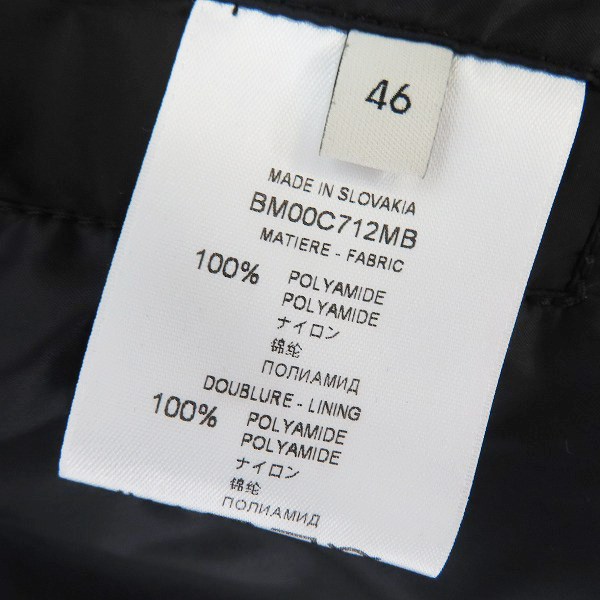 46
MADE IN SLOVAKIA
BM00C712MB
MATIERE - FABRIC
100% POLYAMIDE
POLYAMIDE
ナイロン
锦纶
ПОЛИАМИД
DOUBLURE - LINING
100% POLYAMIDE
POLYAMIDE
ナイロン
锦纶
ПОЛИАМИД